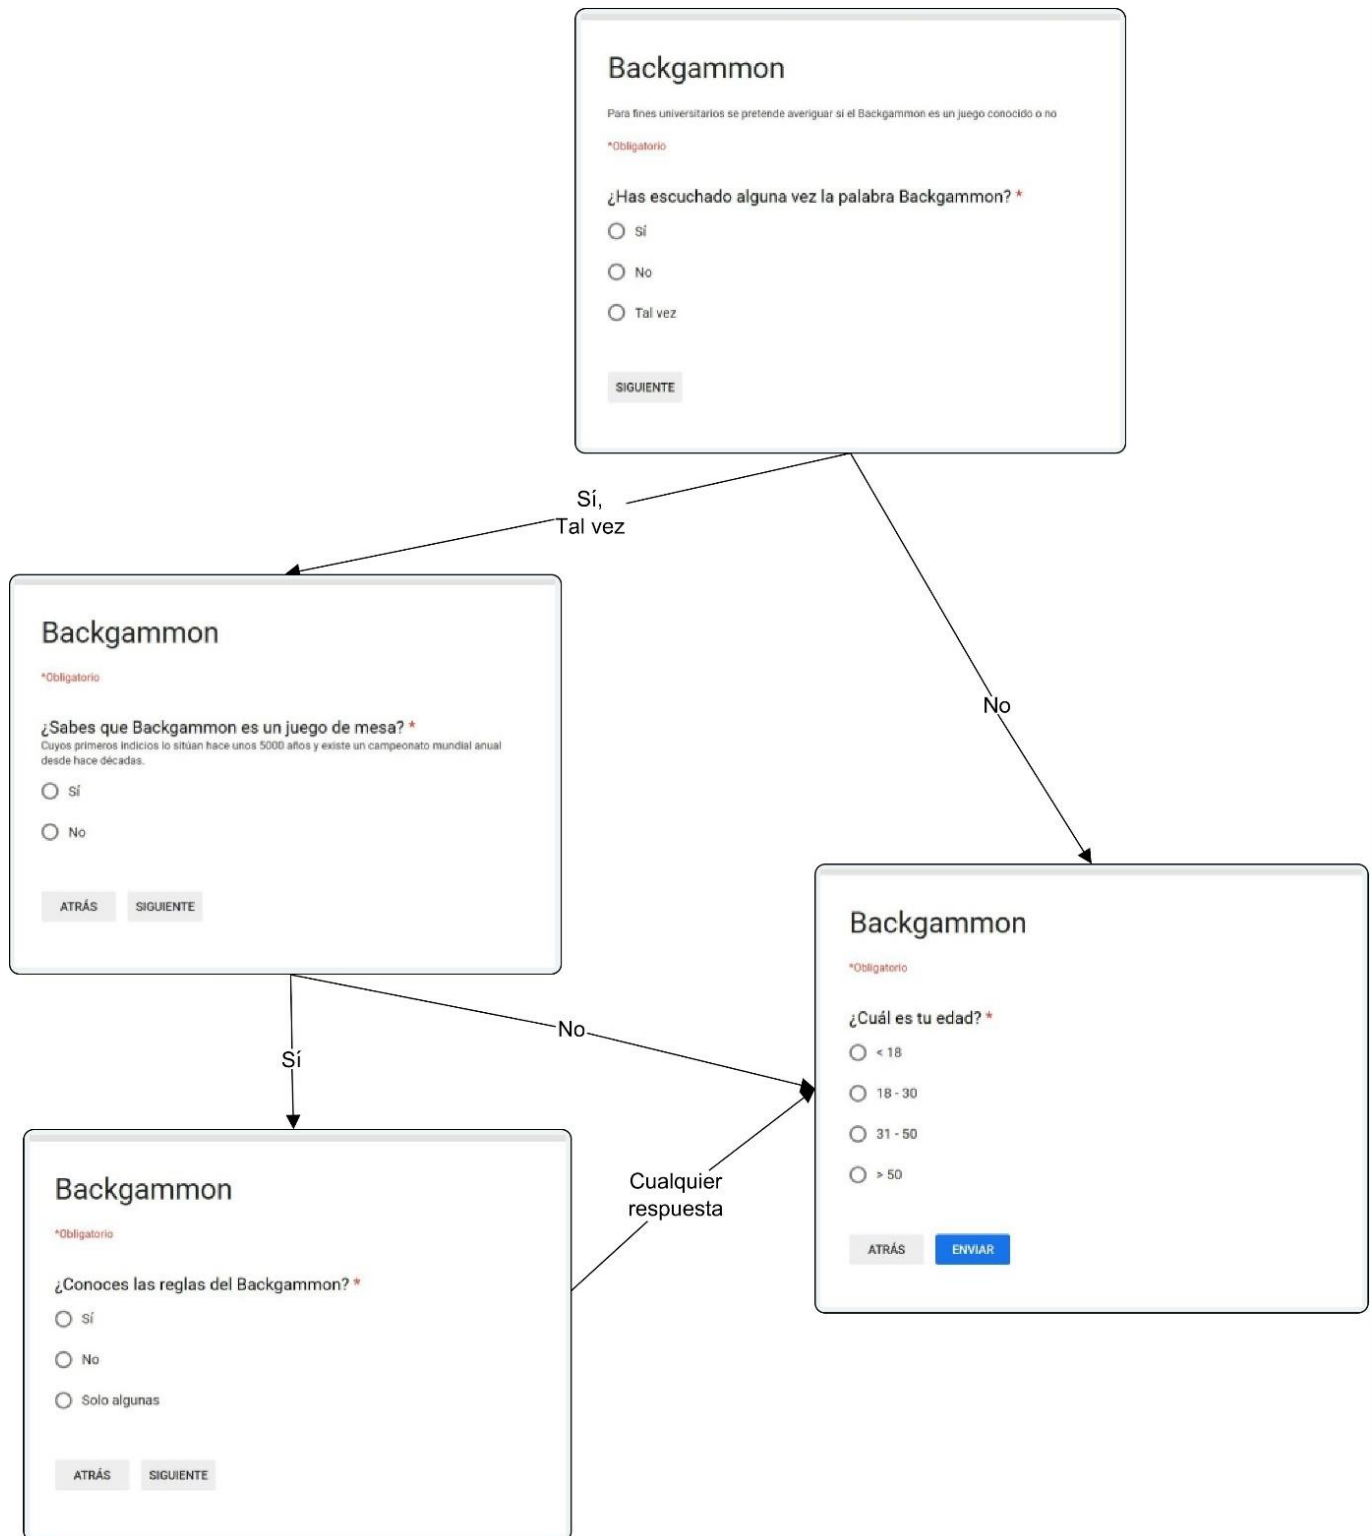 Backgammon
Para fines universitarios se pretende averiguar si el Backgammon es un juego conocido o no
*Obligatorio
¿Has escuchado alguna vez la palabra Backgammon? *
Sí
No
Tal vez
SIGUIENTE
Sí,
Tal vez
No
Backgammon
*Obligatorio
¿Sabes que Backgammon es un juego de mesa? *
Cuyos primeros indicios lo sitúan hace unos 5000 años y existe un campeonato mundial anual
desde hace décadas.
Sí
No
ATRÁS SIGUIENTE
No
Sí
Backgammon
*Obligatorio
¿Conoces las reglas del Backgammon? *
Sí
No
Solo algunas
ATRÁS SIGUIENTE
Cualquier
respuesta
Backgammon
*Obligatorio
¿Cuál es tu edad? *
< 18
18 - 30
31 - 50
> 50
ATRÁS ENVIAR